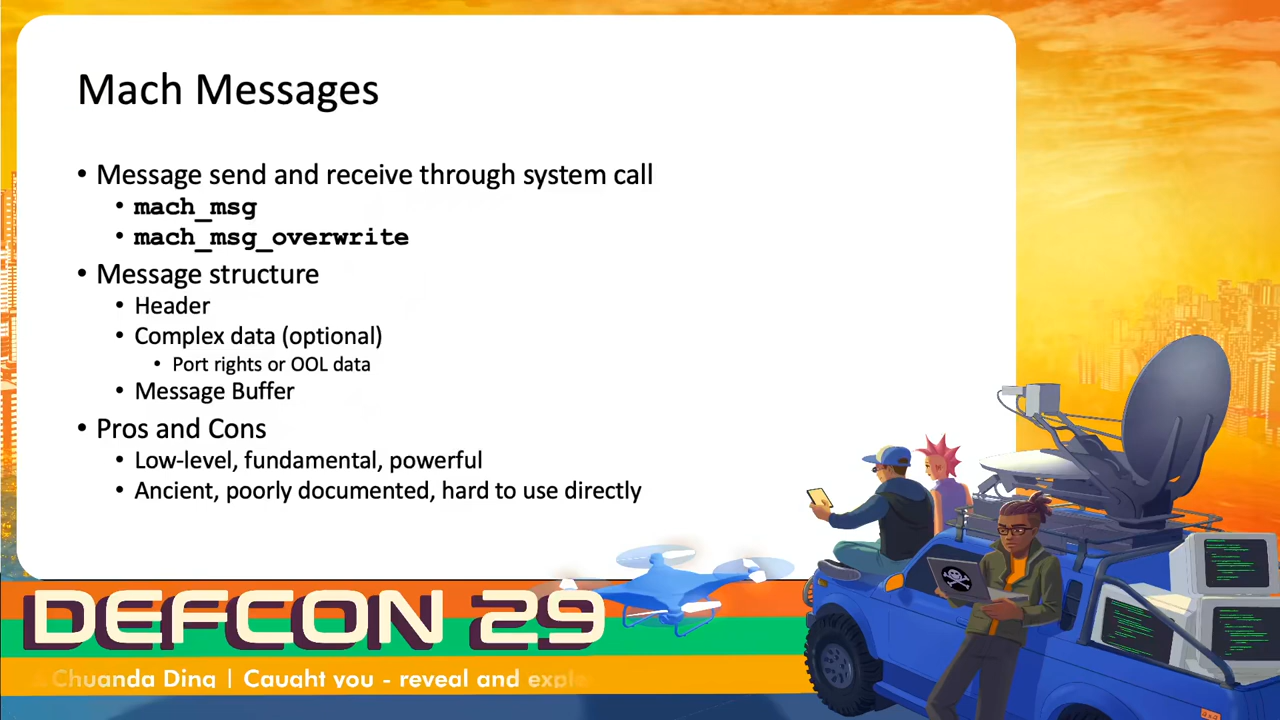 Mach Messages
• Message send and receive through system call
• mach_msg
• mach_msg_overwrite
• Message structure
• Header
• Complex data (optional)
• Port rights or OOL data
• Message Buffer
• Pros and Cons
• Low-level, fundamental, powerful
• Ancient, poorly documented, hard to use directly
DEFCON 29
Chuanda Ding | Caught you - reveal and explo